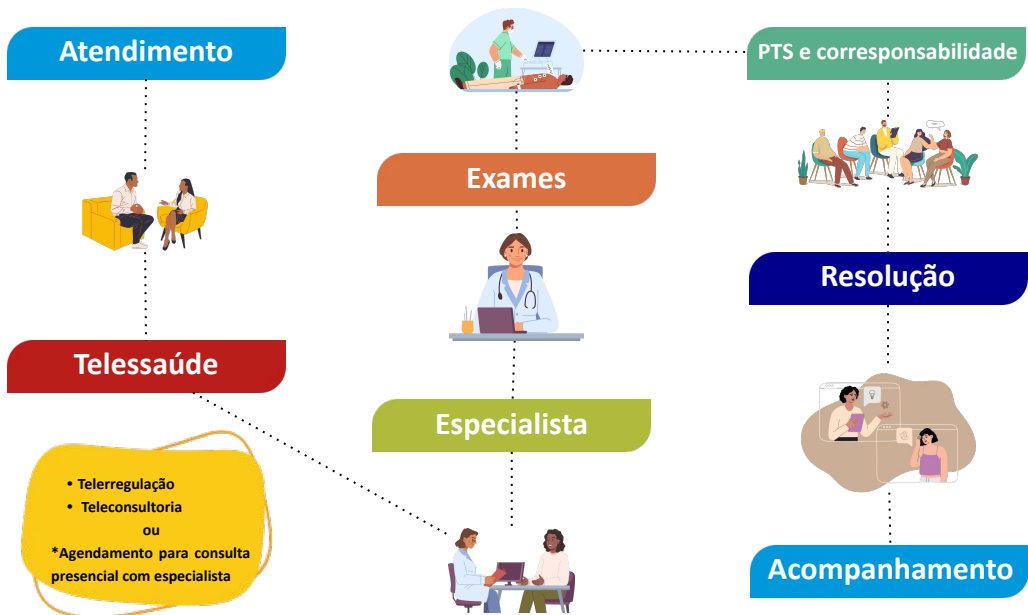 Atendimento
Telessaúde
• Telerregulação
• Teleconsultoria
ou
*Agendamento para consulta
presencial com especialista
Especialista
Exames
PTS e corresponsabilidade
Resolução
Acompanhamento